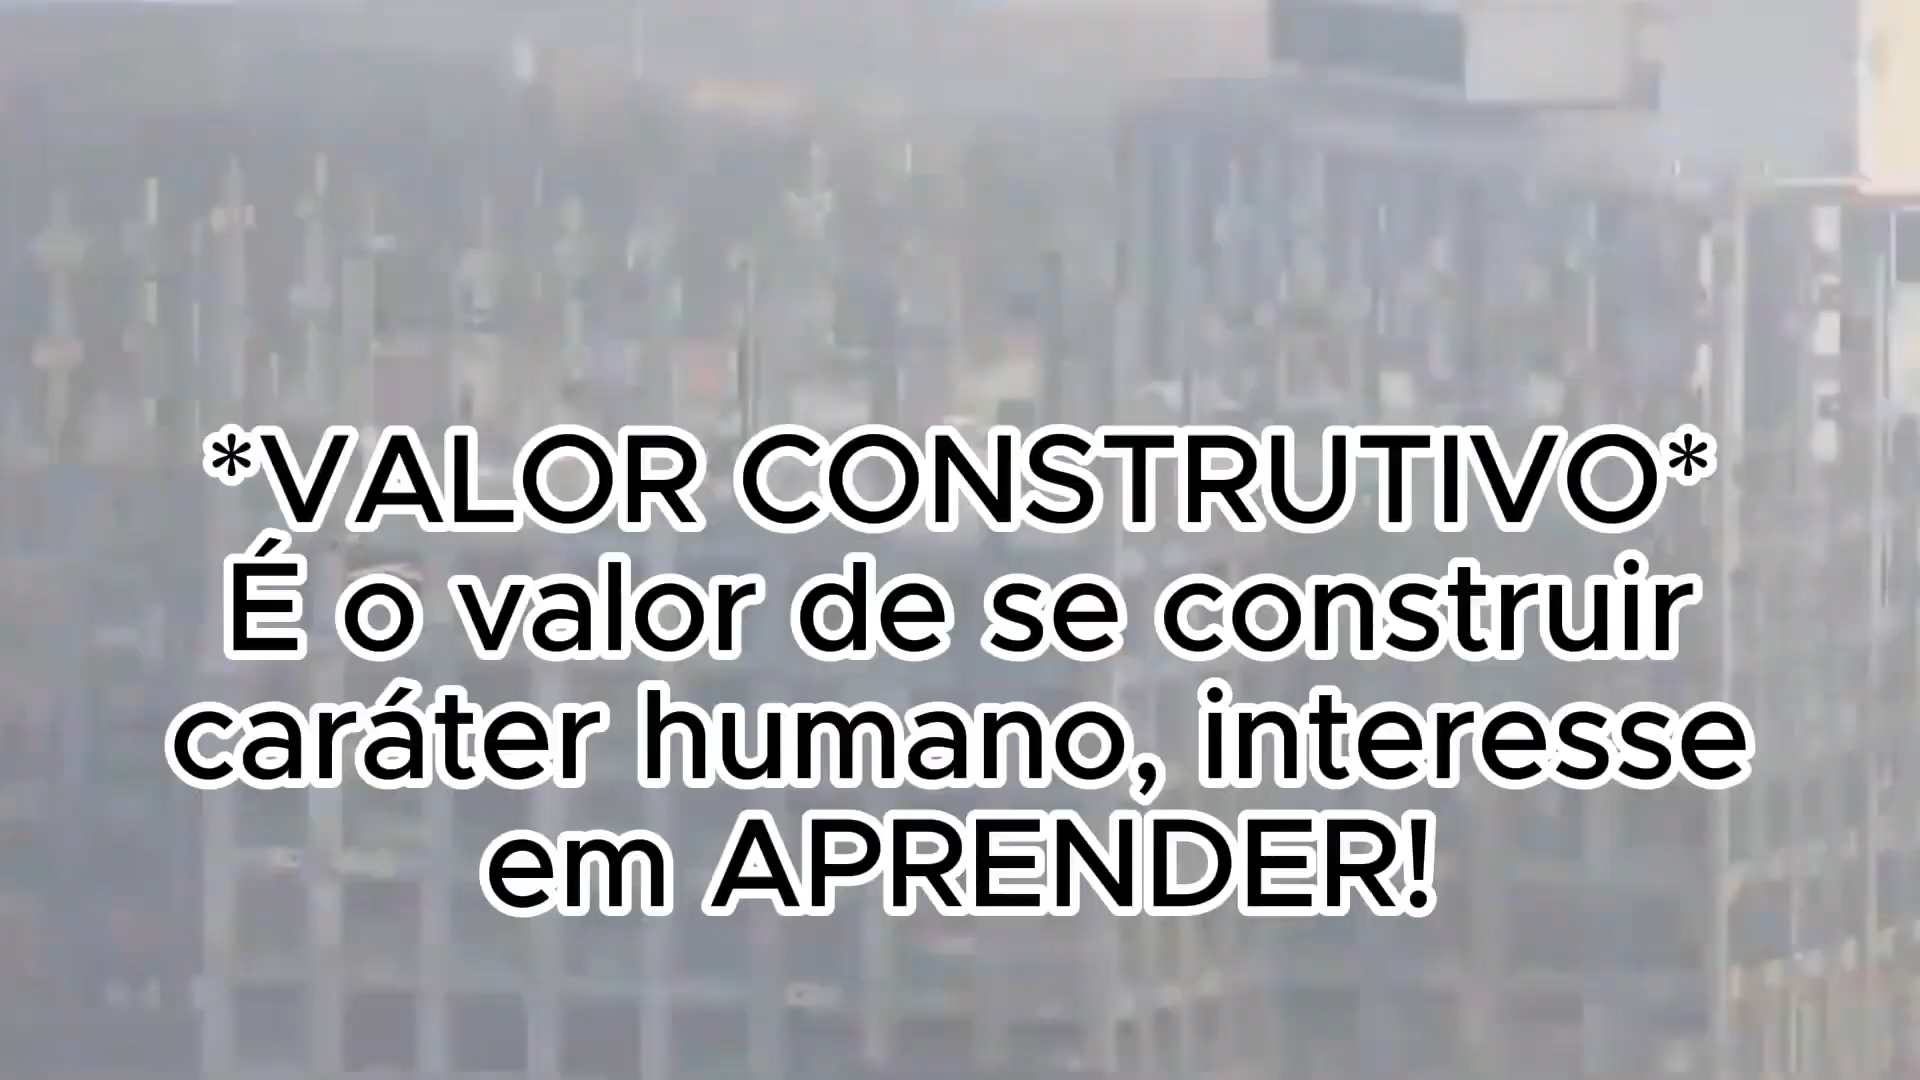 *VALOR CONSTRUTIVO*
É o valor de se construir
caráter humano, interesse
em APRENDER!